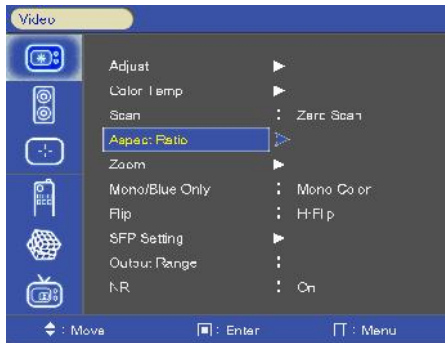 Video
Adjust
Color Temp
Scan : Zero Scan
Aspect Ratio
Zoom
Mono/Blue Only : Mono Color
Flip : H-Flip
SFP Setting
Output Range :
NR : On
: Move : Enter : Menu